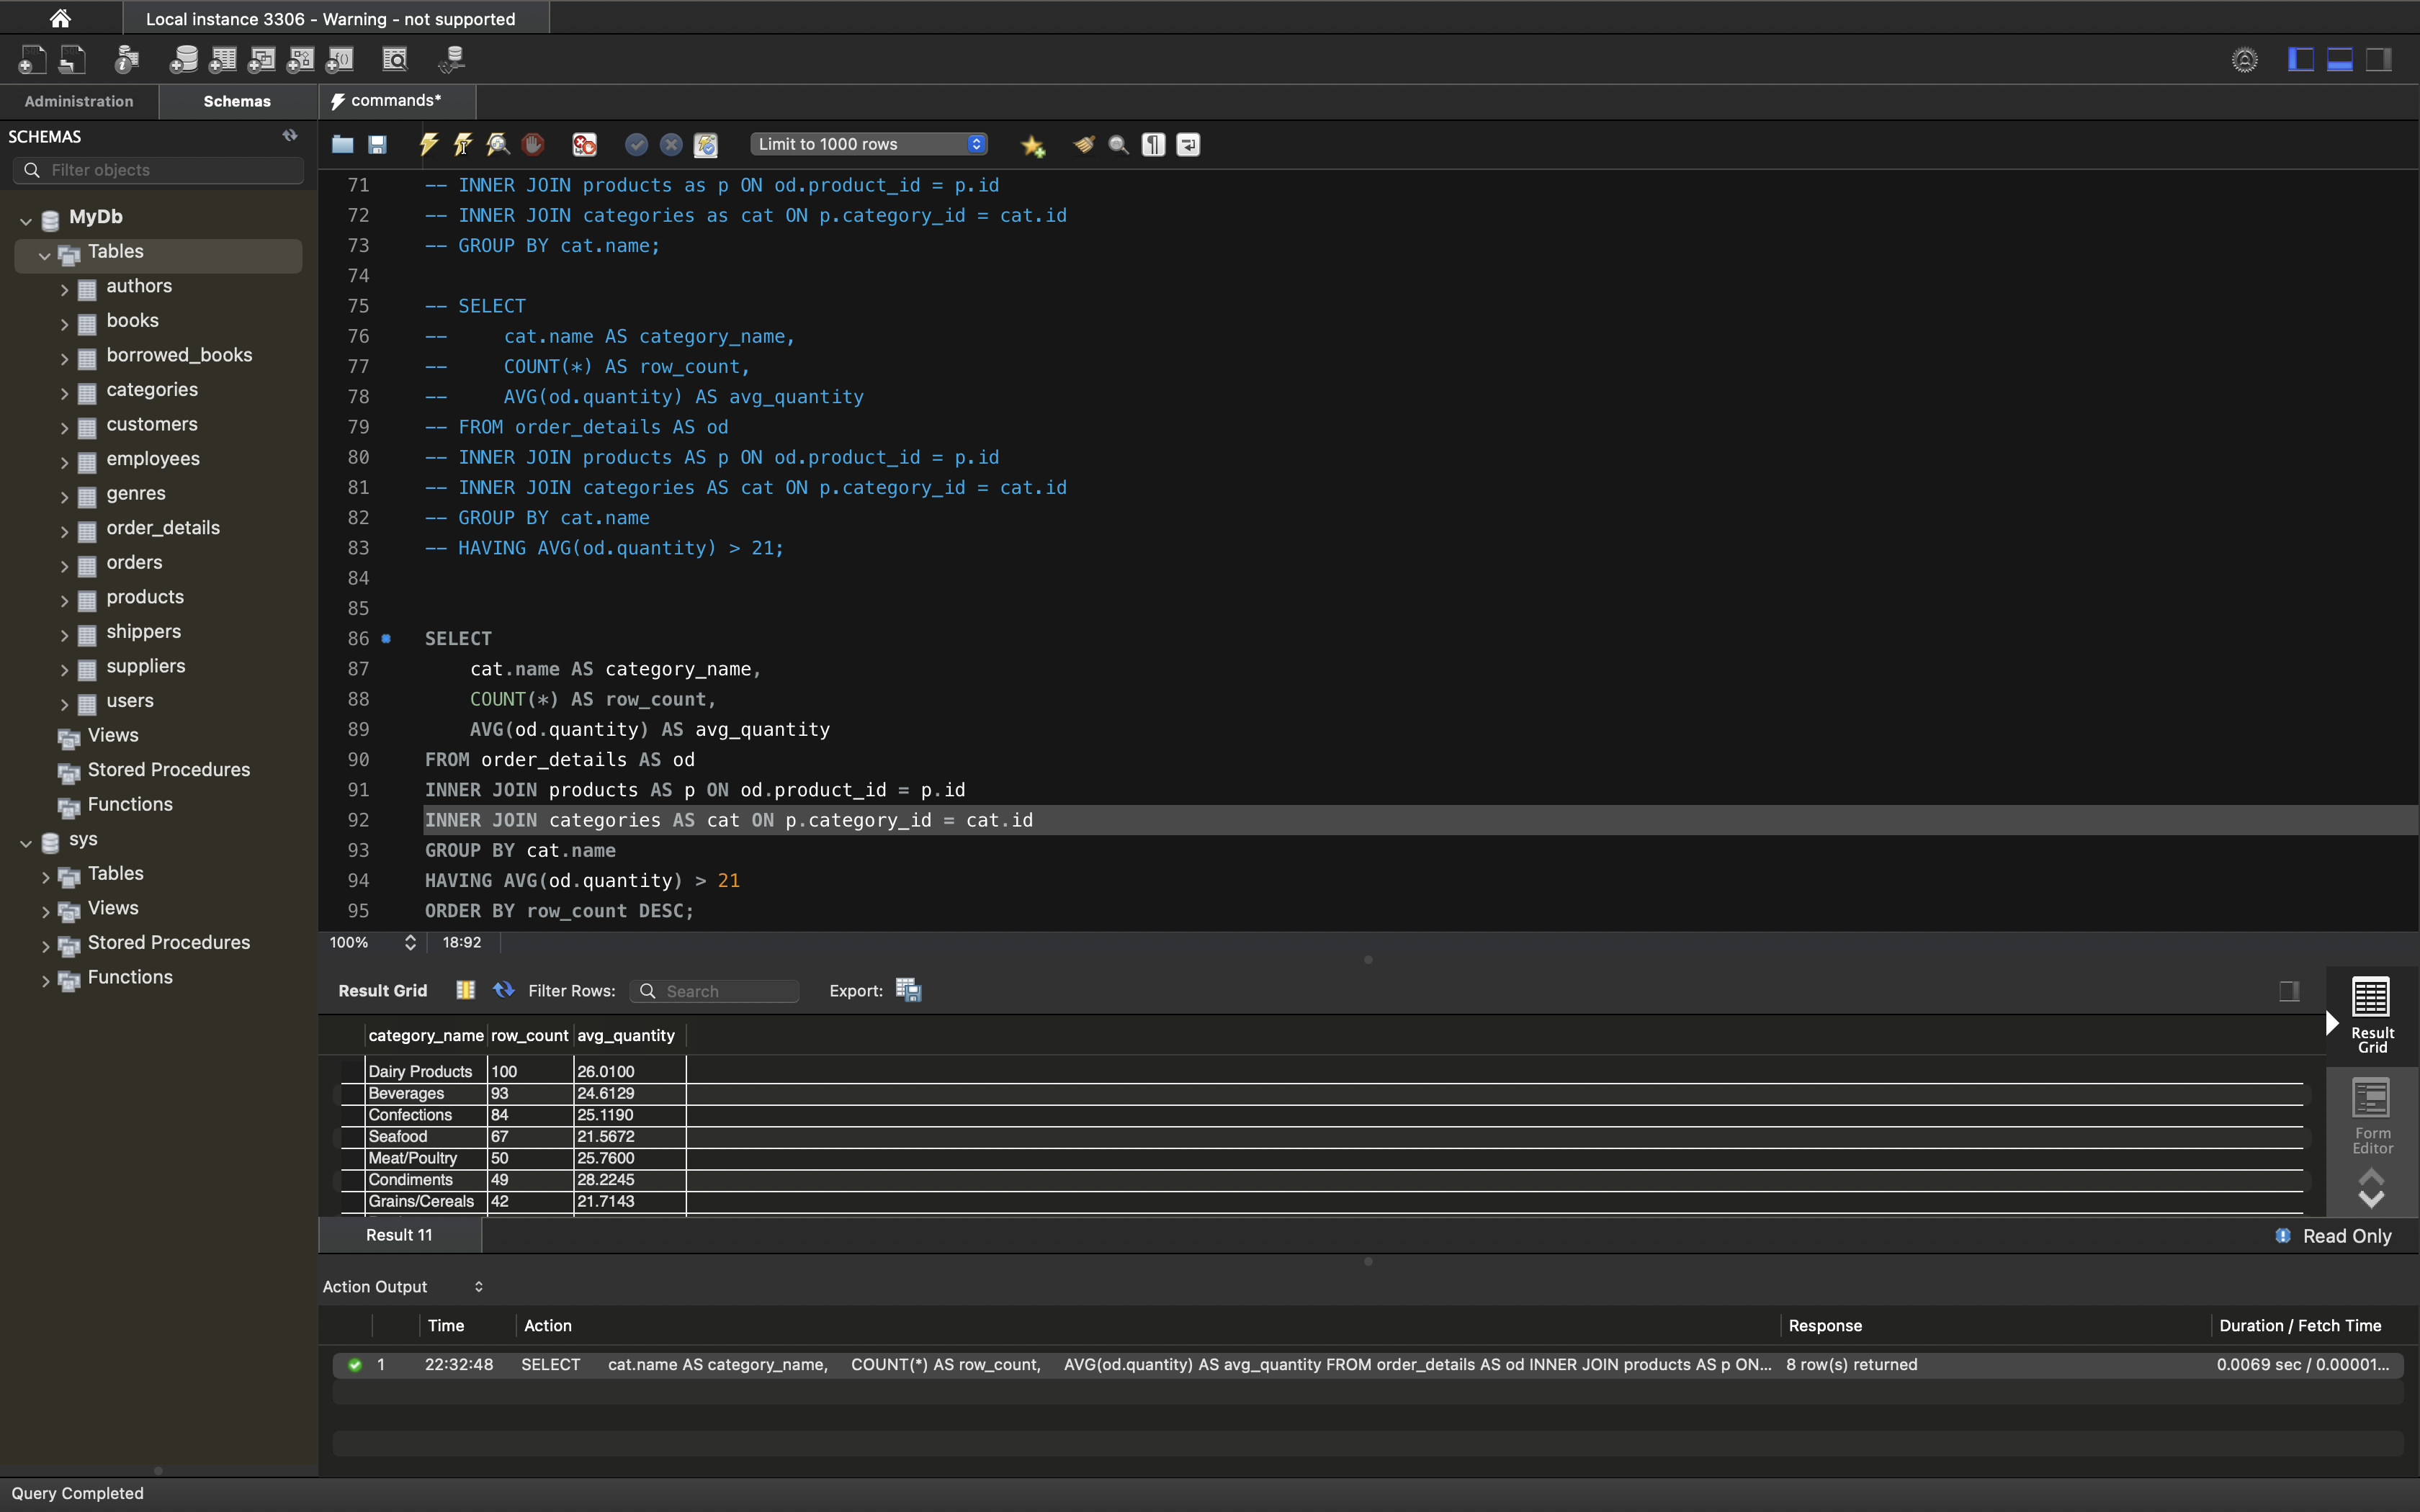 Local instance 3306 - Warning - not supported
Administration
Schemas
commands*
SCHEMAS
Filter objects
Limit to 1000 rows
MyDb
Tables
authors
books
borrowed_books
categories
customers
employees
genres
order_details
orders
products
shippers
suppliers
users
Views
Stored Procedures
Functions
sys
Tables
Views
Stored Procedures
Functions
71 -- INNER JOIN products as p ON od.product_id = p.id
72 -- INNER JOIN categories as cat ON p.category_id = cat.id
73 -- GROUP BY cat.name;
74
75 -- SELECT
76 --     cat.name AS category_name,
77 --     COUNT(*) AS row_count,
78 --     AVG(od.quantity) AS avg_quantity
79 -- FROM order_details AS od
80 -- INNER JOIN products AS p ON od.product_id = p.id
81 -- INNER JOIN categories AS cat ON p.category_id = cat.id
82 -- GROUP BY cat.name
83 -- HAVING AVG(od.quantity) > 21;
84
85
86 SELECT
87     cat.name AS category_name,
88     COUNT(*) AS row_count,
89     AVG(od.quantity) AS avg_quantity
90 FROM order_details AS od
91 INNER JOIN products AS p ON od.product_id = p.id
92 INNER JOIN categories AS cat ON p.category_id = cat.id
93 GROUP BY cat.name
94 HAVING AVG(od.quantity) > 21
95 ORDER BY row_count DESC;
100% 18:92
Result Grid Filter Rows: Search Export:
category_name row_count avg_quantity
Dairy Products 100 26.0100
Beverages 93 24.6129
Confections 84 25.1190
Seafood 67 21.5672
Meat/Poultry 50 25.7600
Condiments 49 28.2245
Grains/Cereals 42 21.7143
Result
Grid
Form
Editor
Result 11
Read Only
Action Output
Time Action Response Duration / Fetch Time
1 22:32:48 SELECT cat.name AS category_name, COUNT(*) AS row_count, AVG(od.quantity) AS avg_quantity FROM order_details AS od INNER JOIN products AS p ON... 8 row(s) returned 0.0069 sec / 0.00001...
Query Completed